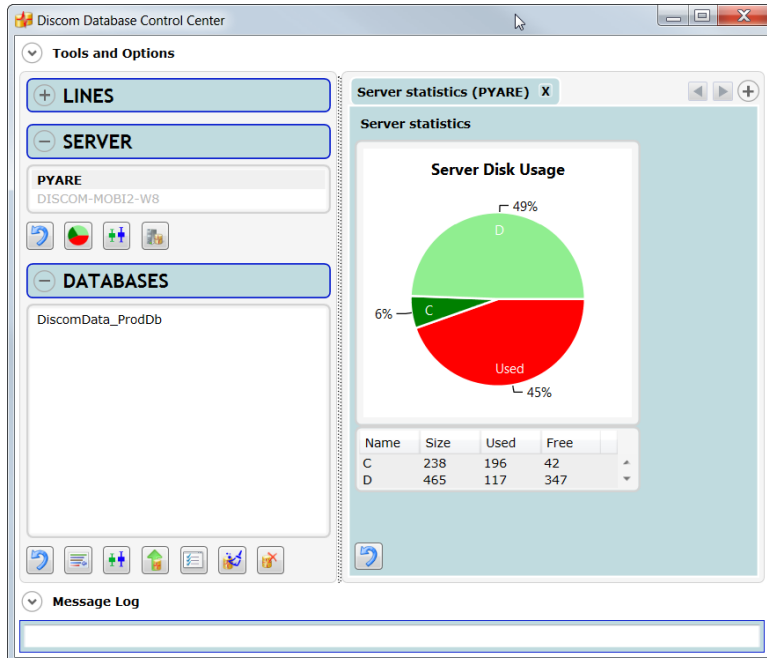 Discom Database Control Center
Tools and Options
LINES
SERVER
PYARE
DISCOM-MOBI2-W8
DATABASES
DiscomData_ProdDb
Server statistics (PYARE) X
Server statistics
Server Disk Usage
49%
D
6%
C
Used
45%
Name Size Used Free
C 238 196 42
D 465 117 347
Message Log